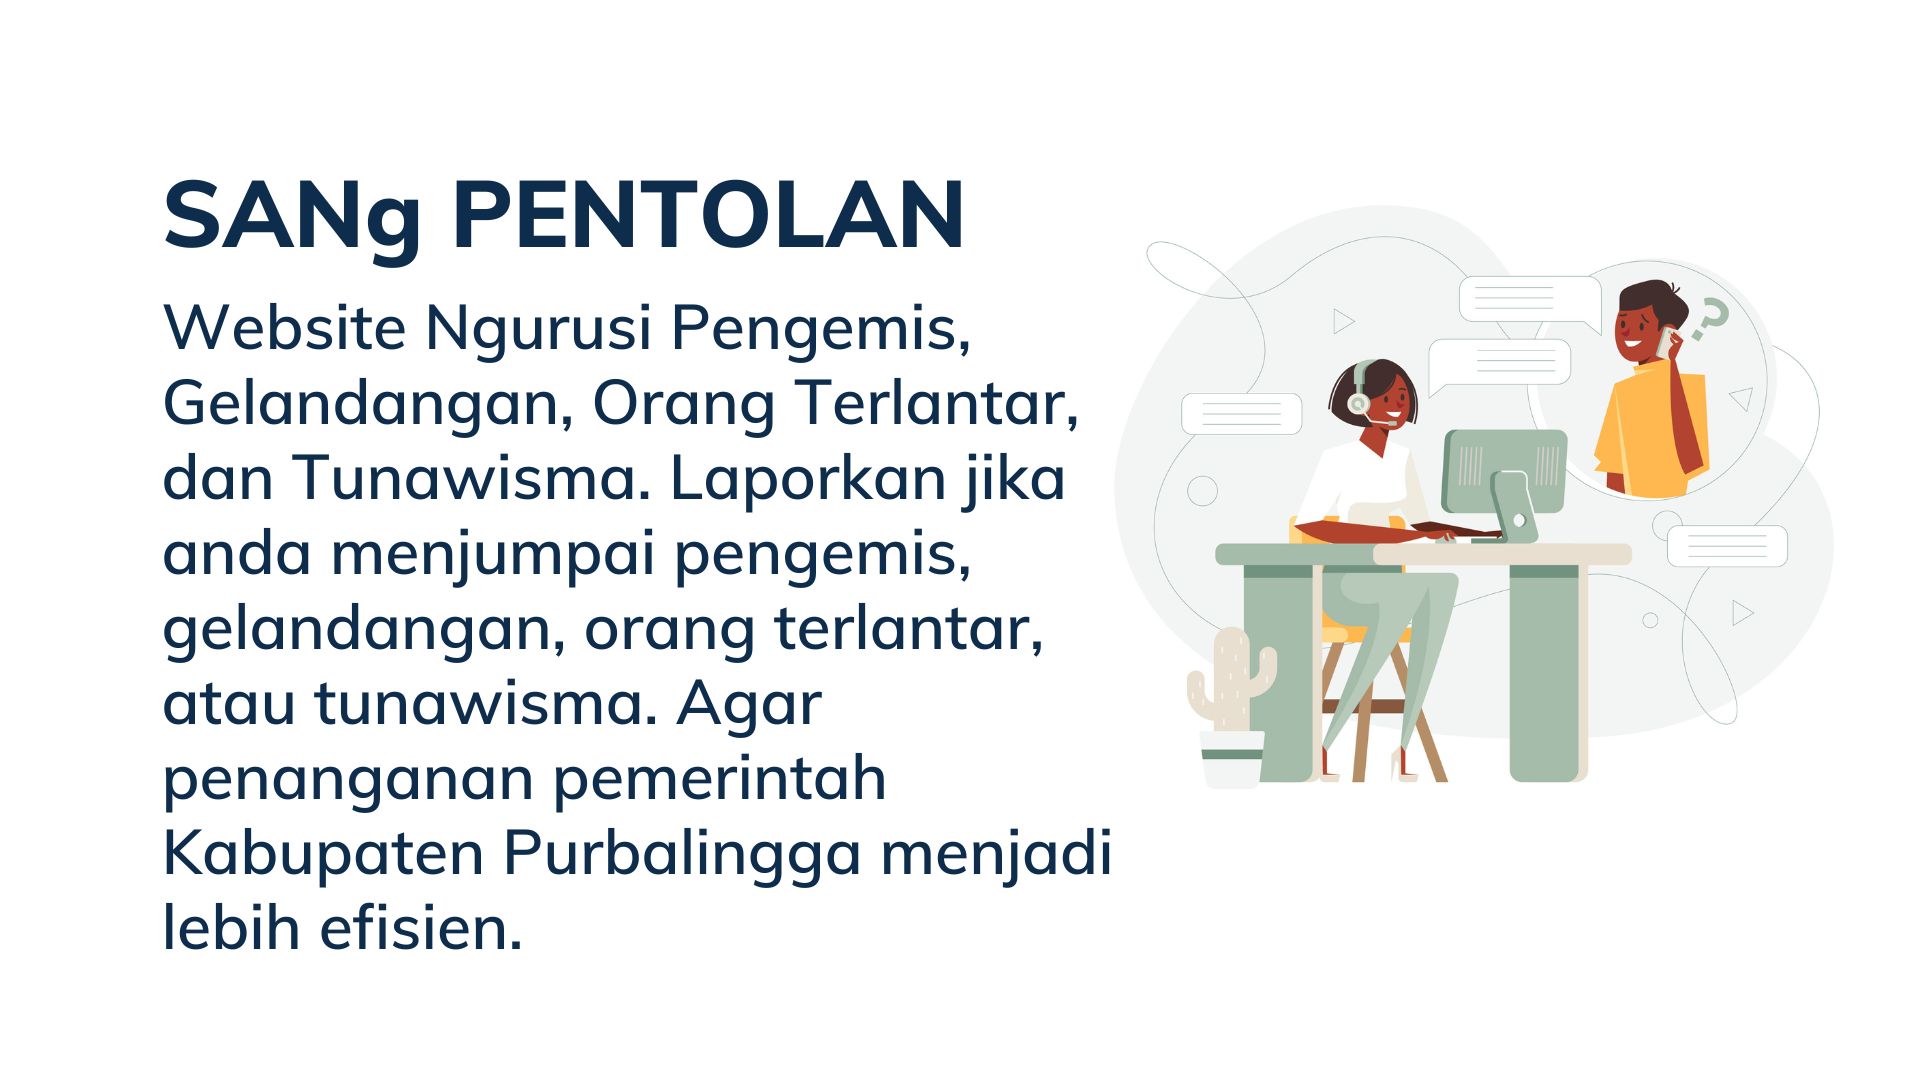 SANg PENTOLAN
Website Ngurusi Pengemis,
Gelandangan, Orang Terlantar,
dan Tunawisma. Laporkan jika
anda menjumpai pengemis,
gelandangan, orang terlantar,
atau tunawisma. Agar
penanganan pemerintah
Kabupaten Purbalingga menjadi
lebih efisien.
?